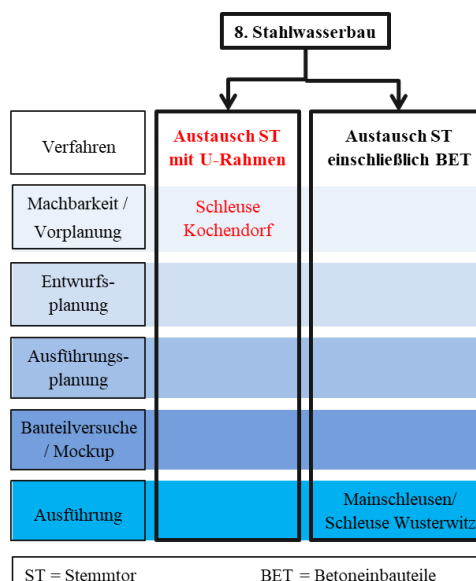 8. Stahlwasserbau
Verfahren
Austausch ST
mit U-Rahmen
Austausch ST
einschließlich BET
Machbarkeit /
Vorplanung
Schleuse
Kochendorf
Entwurfs-
planung
Ausführungs-
planung
Bauteilversuche
/ Mockup
Ausführung
Mainschleusen/
Schleuse Wusterwitz
ST = Stemmtor BET = Betoneinbauteile